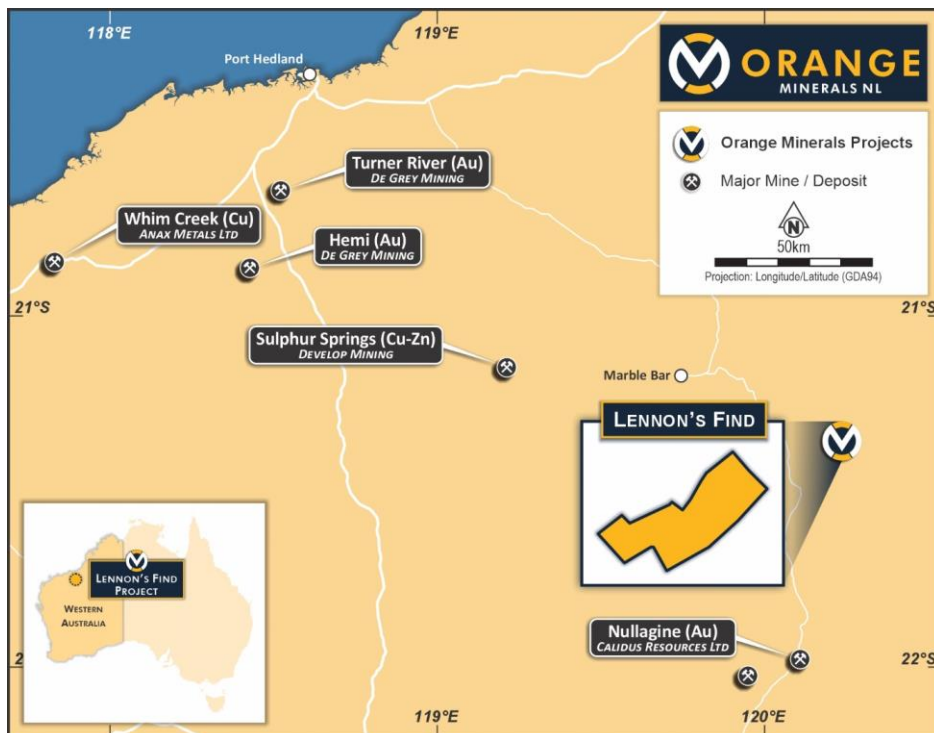 118°E
119°E
Port Hedland
ORANGE
MINERALS NL
Orange Minerals Projects
Major Mine / Deposit
N
50km
Projection: Longitude/Latitude (GDA94)
Turner River (Au)
DE GREY MINING
Whim Creek (Cu)
ANAX METALS LTD
Hemi (Au)
DE GREY MINING
21°S
21°S
Sulphur Springs (Cu-Zn)
DEVELOP MINING
Marble Bar
LENNON'S FIND
LENNON'S FIND
PROJECT
WESTERN
AUSTRALIA
Nullagine (Au)
CALIDUS RESOURCES LTD
22°S
119°E
120°E